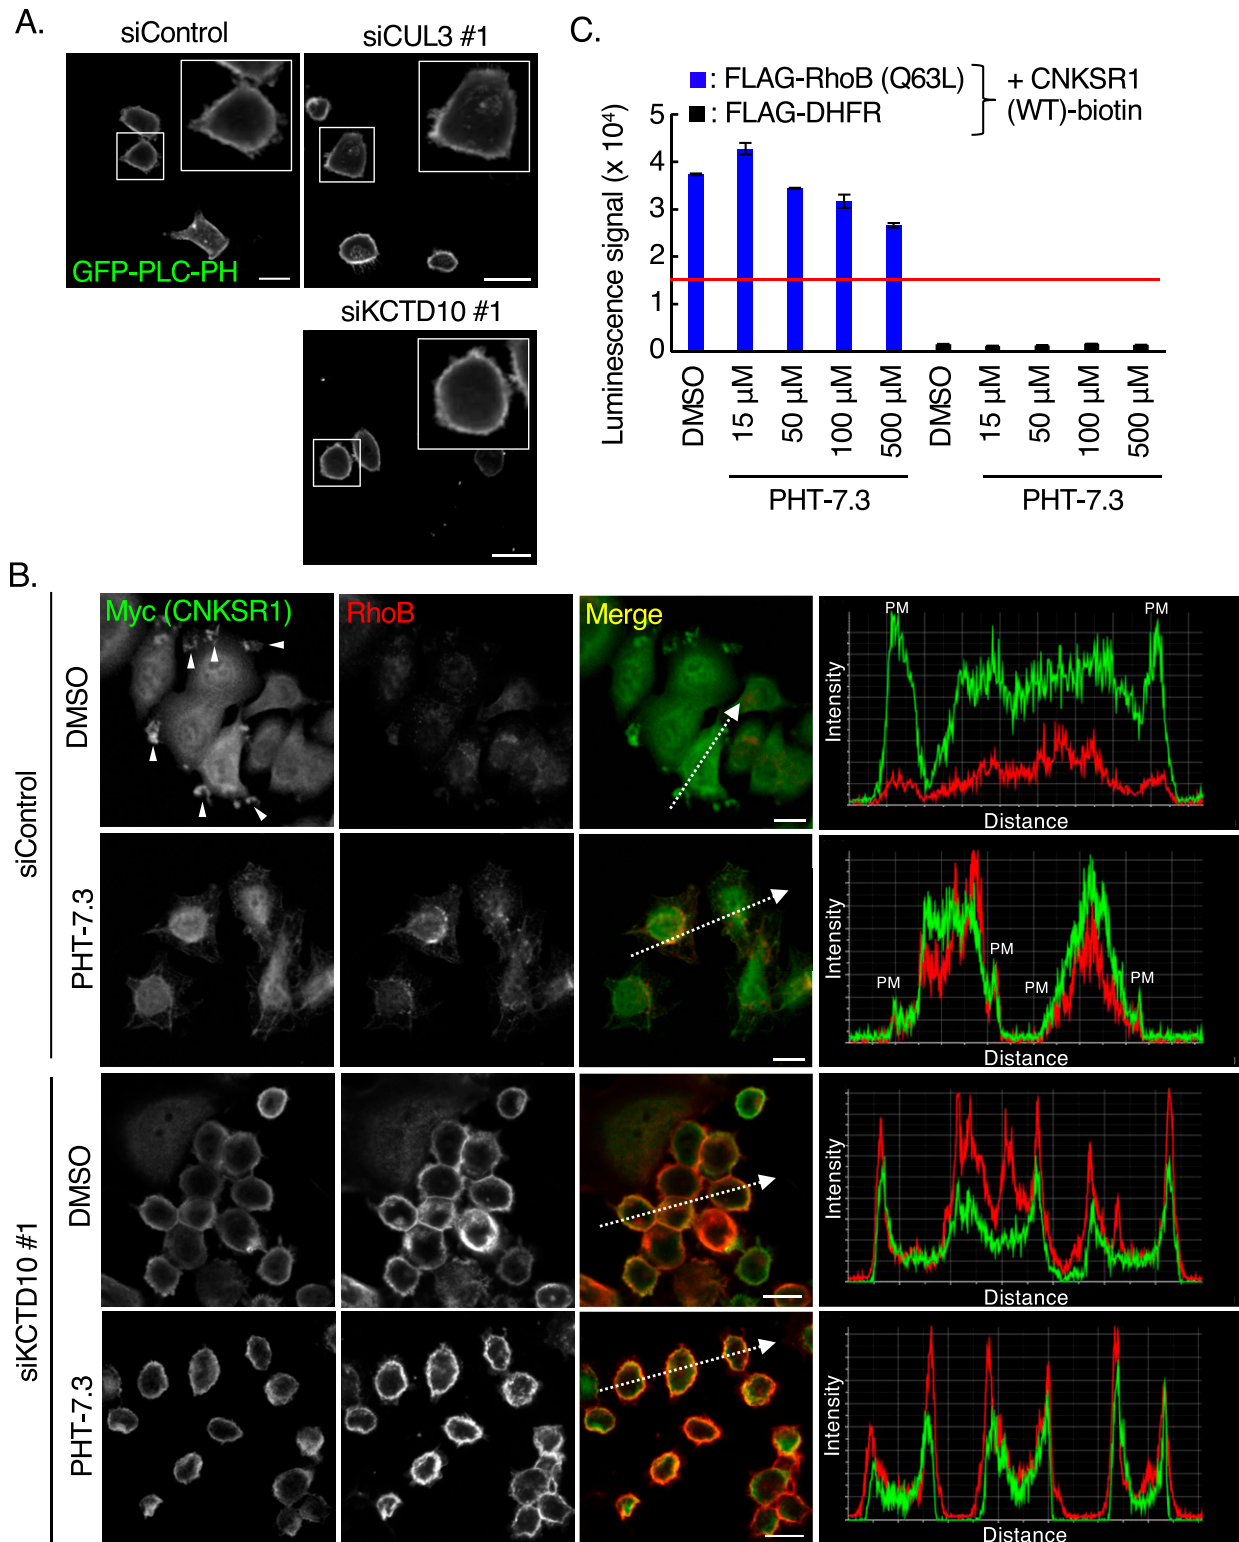 A.
siControl
siCUL3 #1
GFP-PLC-PH
siKCTD10 #1
C.
: FLAG-RhoB (Q63L)
: FLAG-DHFR
+ CNKSR1
(WT)-biotin
Luminescence signal (x 10⁴)
5
4
3
2
1
0
DMSO
15 µM
50 µM
100 µM
500 µM
DMSO
15 µM
50 µM
100 µM
500 µM
PHT-7.3
PHT-7.3
B.
Myc (CNKSR1)
RhoB
Merge
siControl
DMSO
PM
PM
Intensity
Distance
PHT-7.3
PM
PM
PM
PM
Intensity
Distance
siKCTD10 #1
DMSO
Intensity
Distance
PHT-7.3
Intensity
Distance